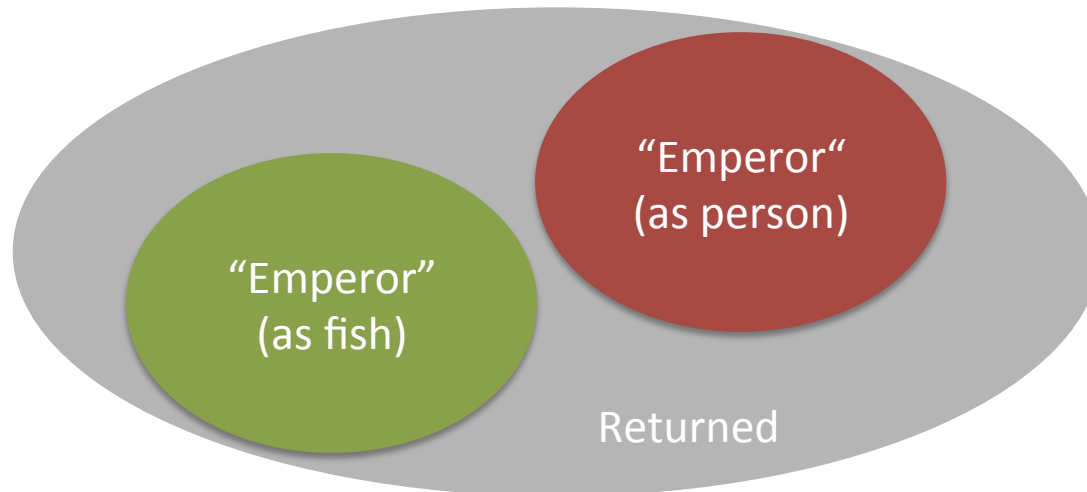 “Emperor“
(as person)
“Emperor”
(as fish)
Returned